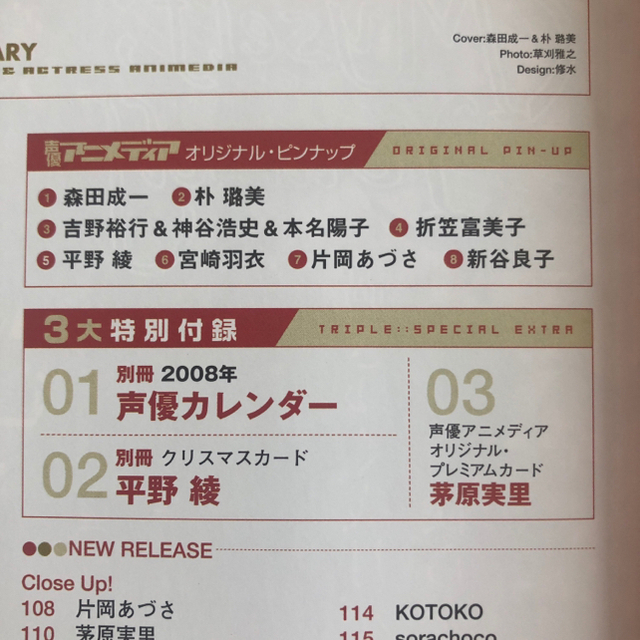 ARY
& ACTRESS ANIMEDIA
Cover:森田成一&朴 璐美
Photo:草刈雅之
Design:修水
声優アニメディア オリジナル・ピンナップ ORIGINAL PIN-UP
1 森田成一 2 朴 璐美
3 吉野裕行&神谷浩史&本名陽子 4 折笠富美子
5 平野 綾 6 宮崎羽衣 7 片岡あづさ 8 新谷良子
3大特別付録 TRIPLE::SPECIAL EXTRA
01 別冊 2008年
声優カレンダー
02 別冊 クリスマスカード
平野 綾
03
声優アニメディア
オリジナル・
プレミアムカード
茅原実里
NEW RELEASE
Close Up!
108 片岡あづさ
110 茅原実里
114 KOTOKO
115 sorachoco